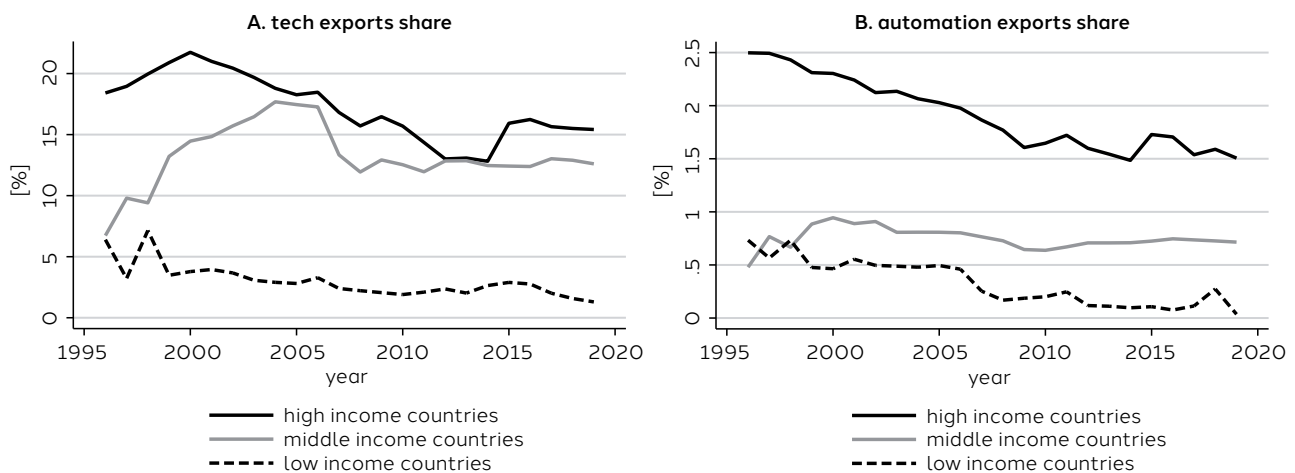 A. tech exports share
[%]
20
15
10
5
0
1995 2000 2005 2010 2015 2020
year
high income countries
middle income countries
low income countries
B. automation exports share
[%]
2.5
2
1.5
1
.5
0
1995 2000 2005 2010 2015 2020
year
high income countries
middle income countries
low income countries